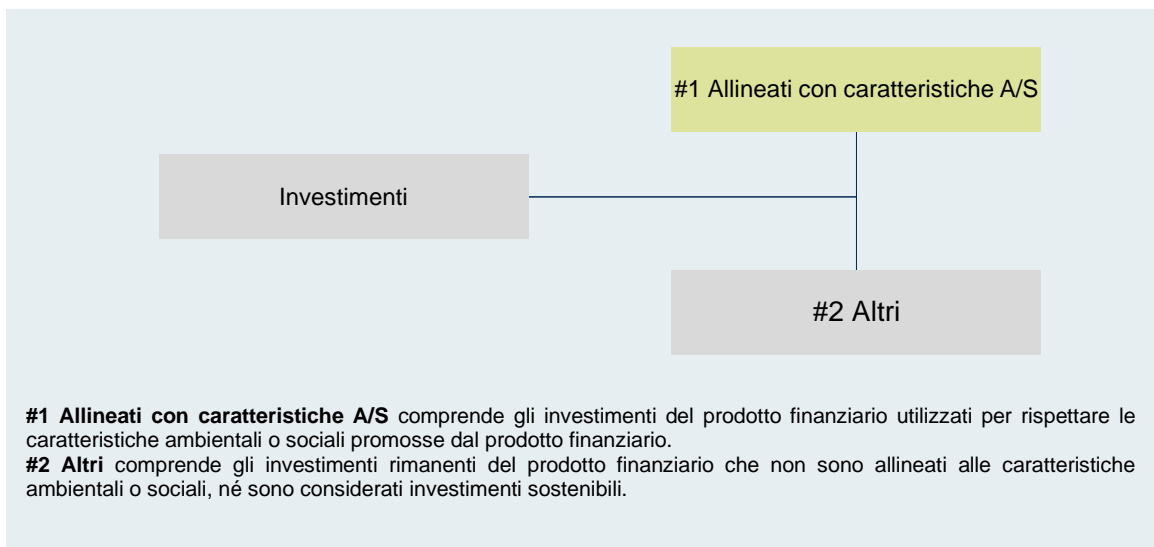 #1 Allineati con caratteristiche A/S
Investimenti
#2 Altri
#1 Allineati con caratteristiche A/S comprende gli investimenti del prodotto finanziario utilizzati per rispettare le
caratteristiche ambientali o sociali promosse dal prodotto finanziario.
#2 Altri comprende gli investimenti rimanenti del prodotto finanziario che non sono allineati alle caratteristiche
ambientali o sociali, né sono considerati investimenti sostenibili.